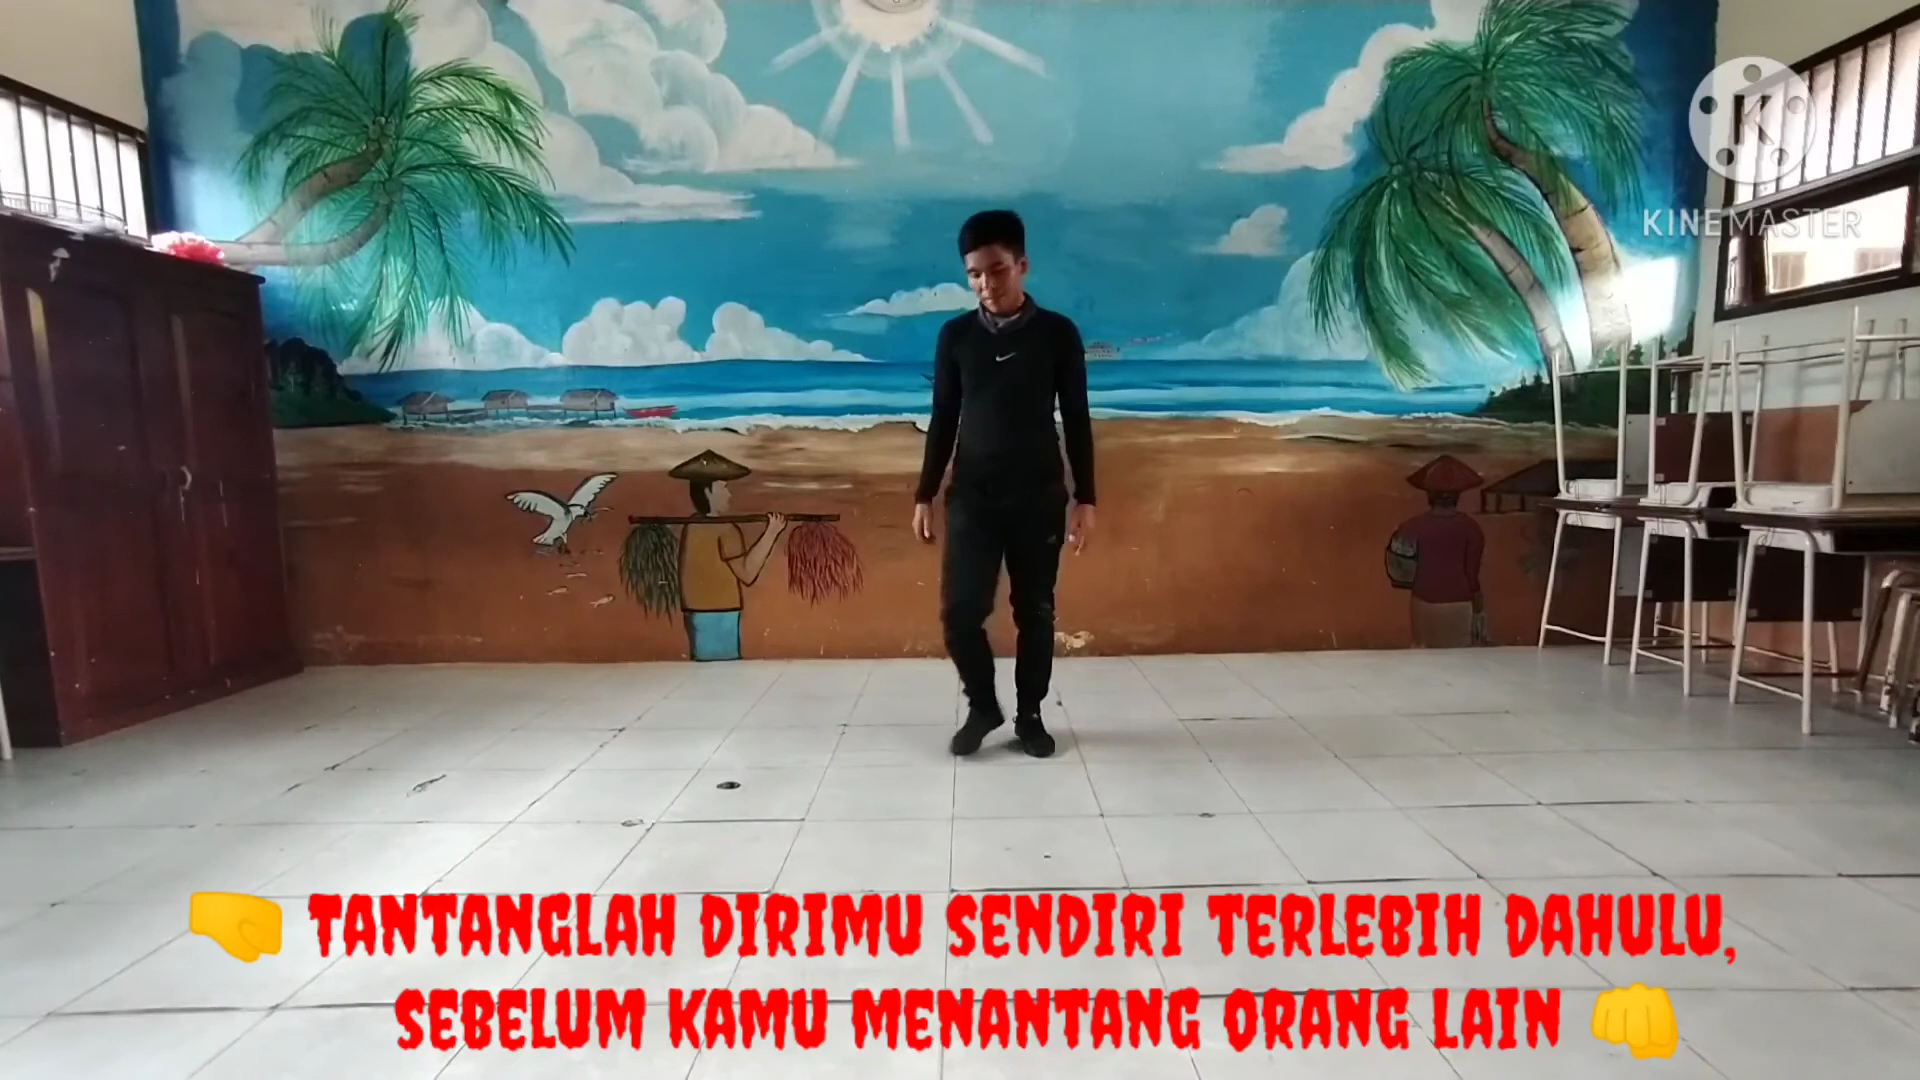 KINEMASTER
🤜 TANTANGLAH DIRIMU SENDIRI TERLEBIH DAHULU,
SEBELUM KAMU MENANTANG ORANG LAIN 👊